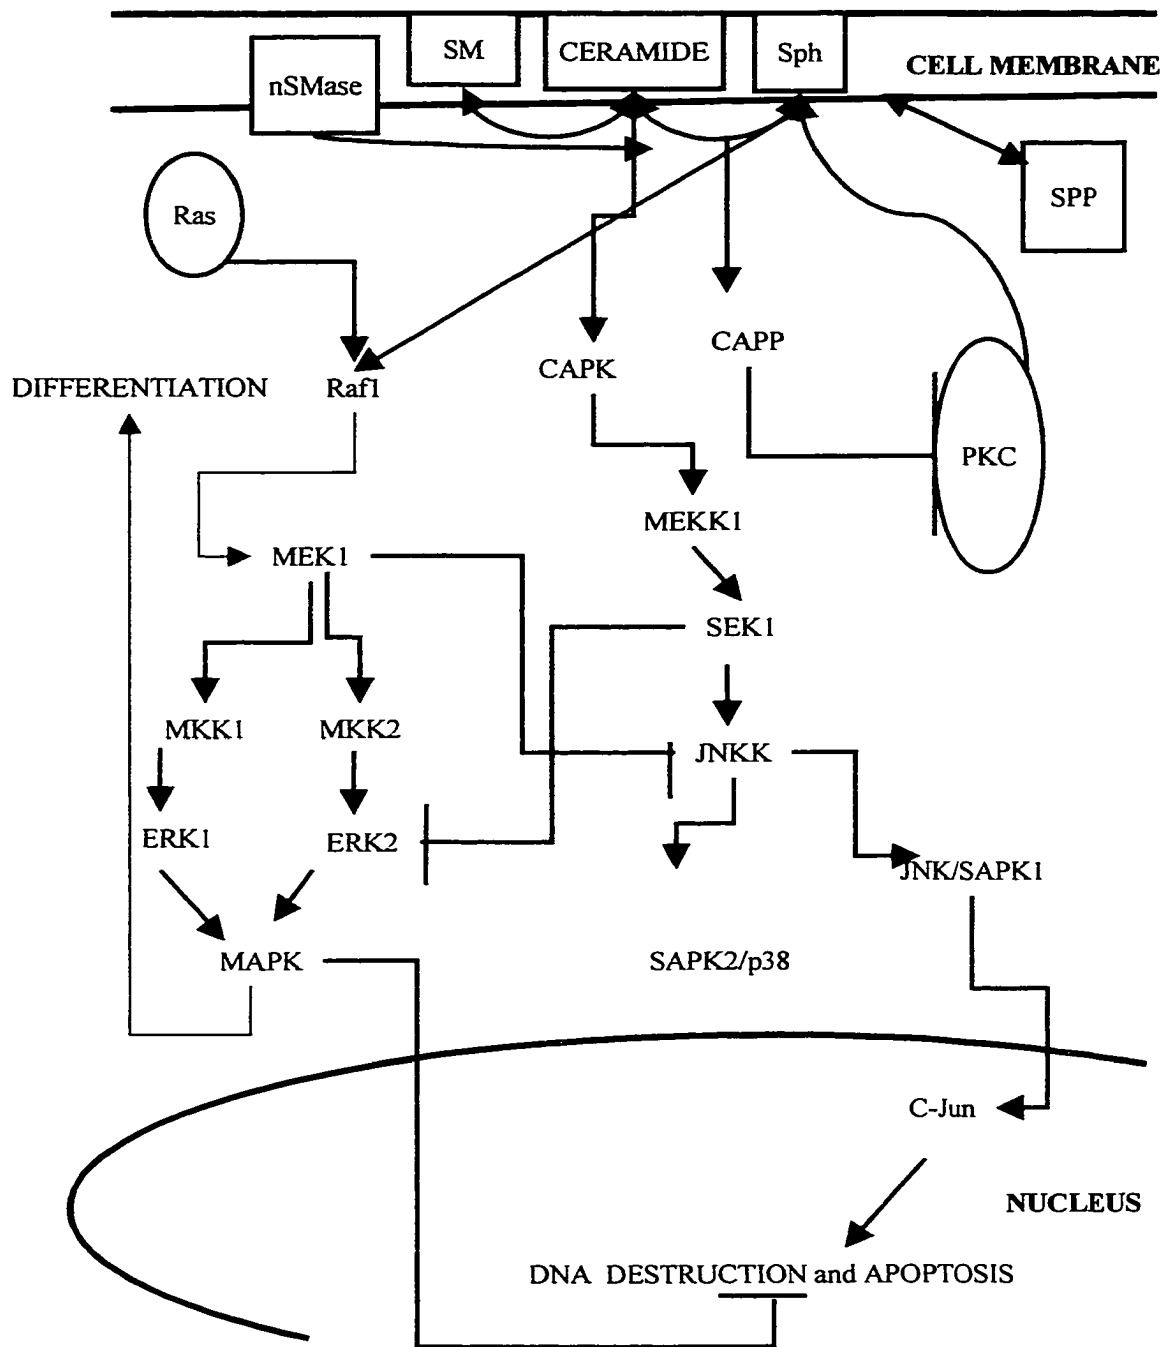 SM
CERAMIDE
Sph
CELL MEMBRANE
nSMase
SPP
Ras
CAPP
CAPK
DIFFERENTIATION
Raf1
PKC
MEKK1
MEK1
SEK1
MKK1
MKK2
JNKK
ERK1
ERK2
JNK/SAPK1
MAPK
SAPK2/p38
C-Jun
NUCLEUS
DNA DESTRUCTION and APOPTOSIS